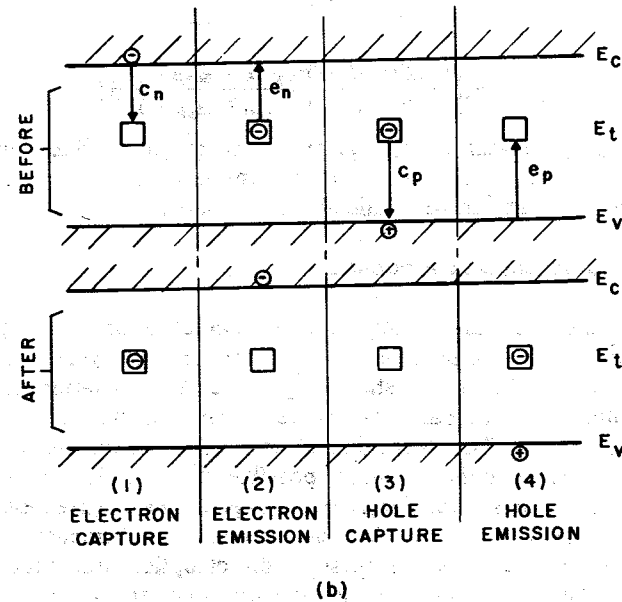 E_c
c_n
e_n
BEFORE
E_t
c_p
e_p
E_v
E_c
AFTER
E_t
E_v
(1) (2) (3) (4)
ELECTRON ELECTRON HOLE HOLE
CAPTURE EMISSION CAPTURE EMISSION
(b)